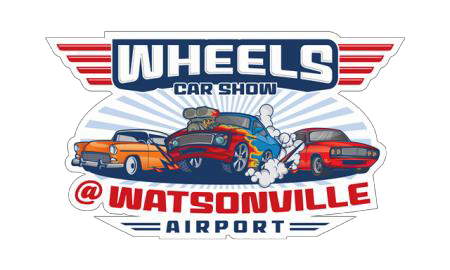 WHEELS
CAR SHOW
@ WATSONVILLE
AIRPORT